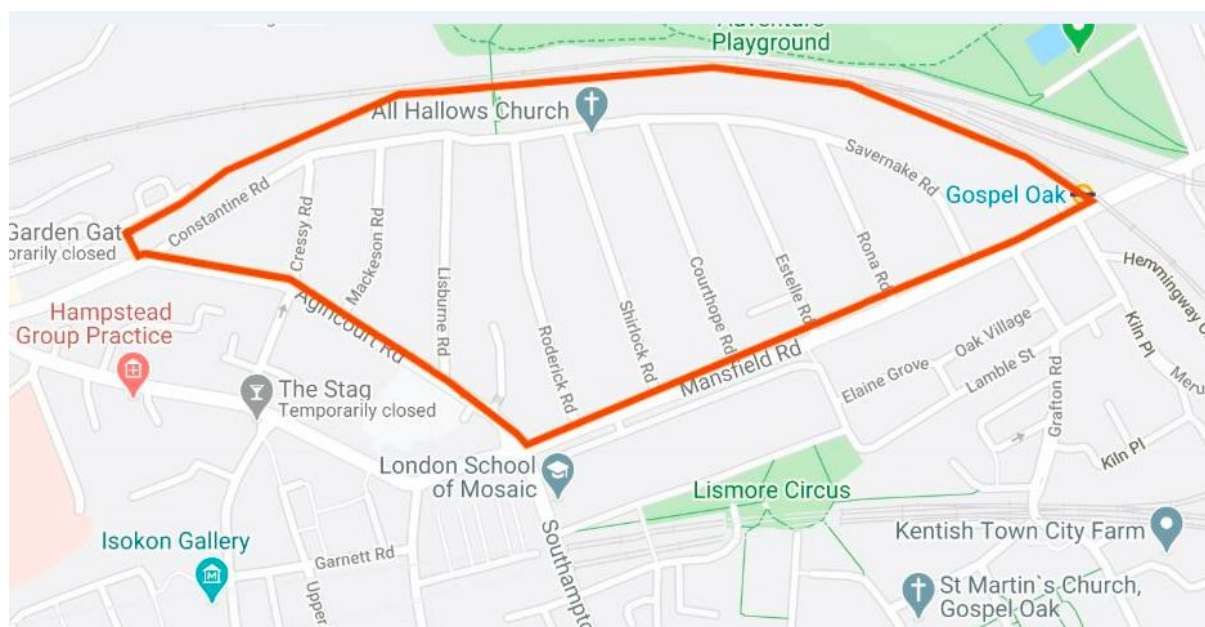 Adventure
Playground
All Hallows Church
Savernake Rd
Gospel Oak
Constantine Rd
Garden Gat
orarily closed
Cressy Rd
Mackeson Rd
Lisburne Rd
Roderick Rd
Shirlock Rd
Courthope Rd
Estelle Rd
Rona Rd
Agincourt Rd
Mansfield Rd
Hampstead
Group Practice
The Stag
Temporarily closed
Elaine Grove
Oak Village
Lamble St
Grafton Rd
Hemmingway
Kiln Pl
Kiln Pl
London School
of Mosaic
Lismore Circus
Southampton
Kentish Town City Farm
Isokon Gallery
Garnett Rd
Upper
St Martin`s Church,
Gospel Oak